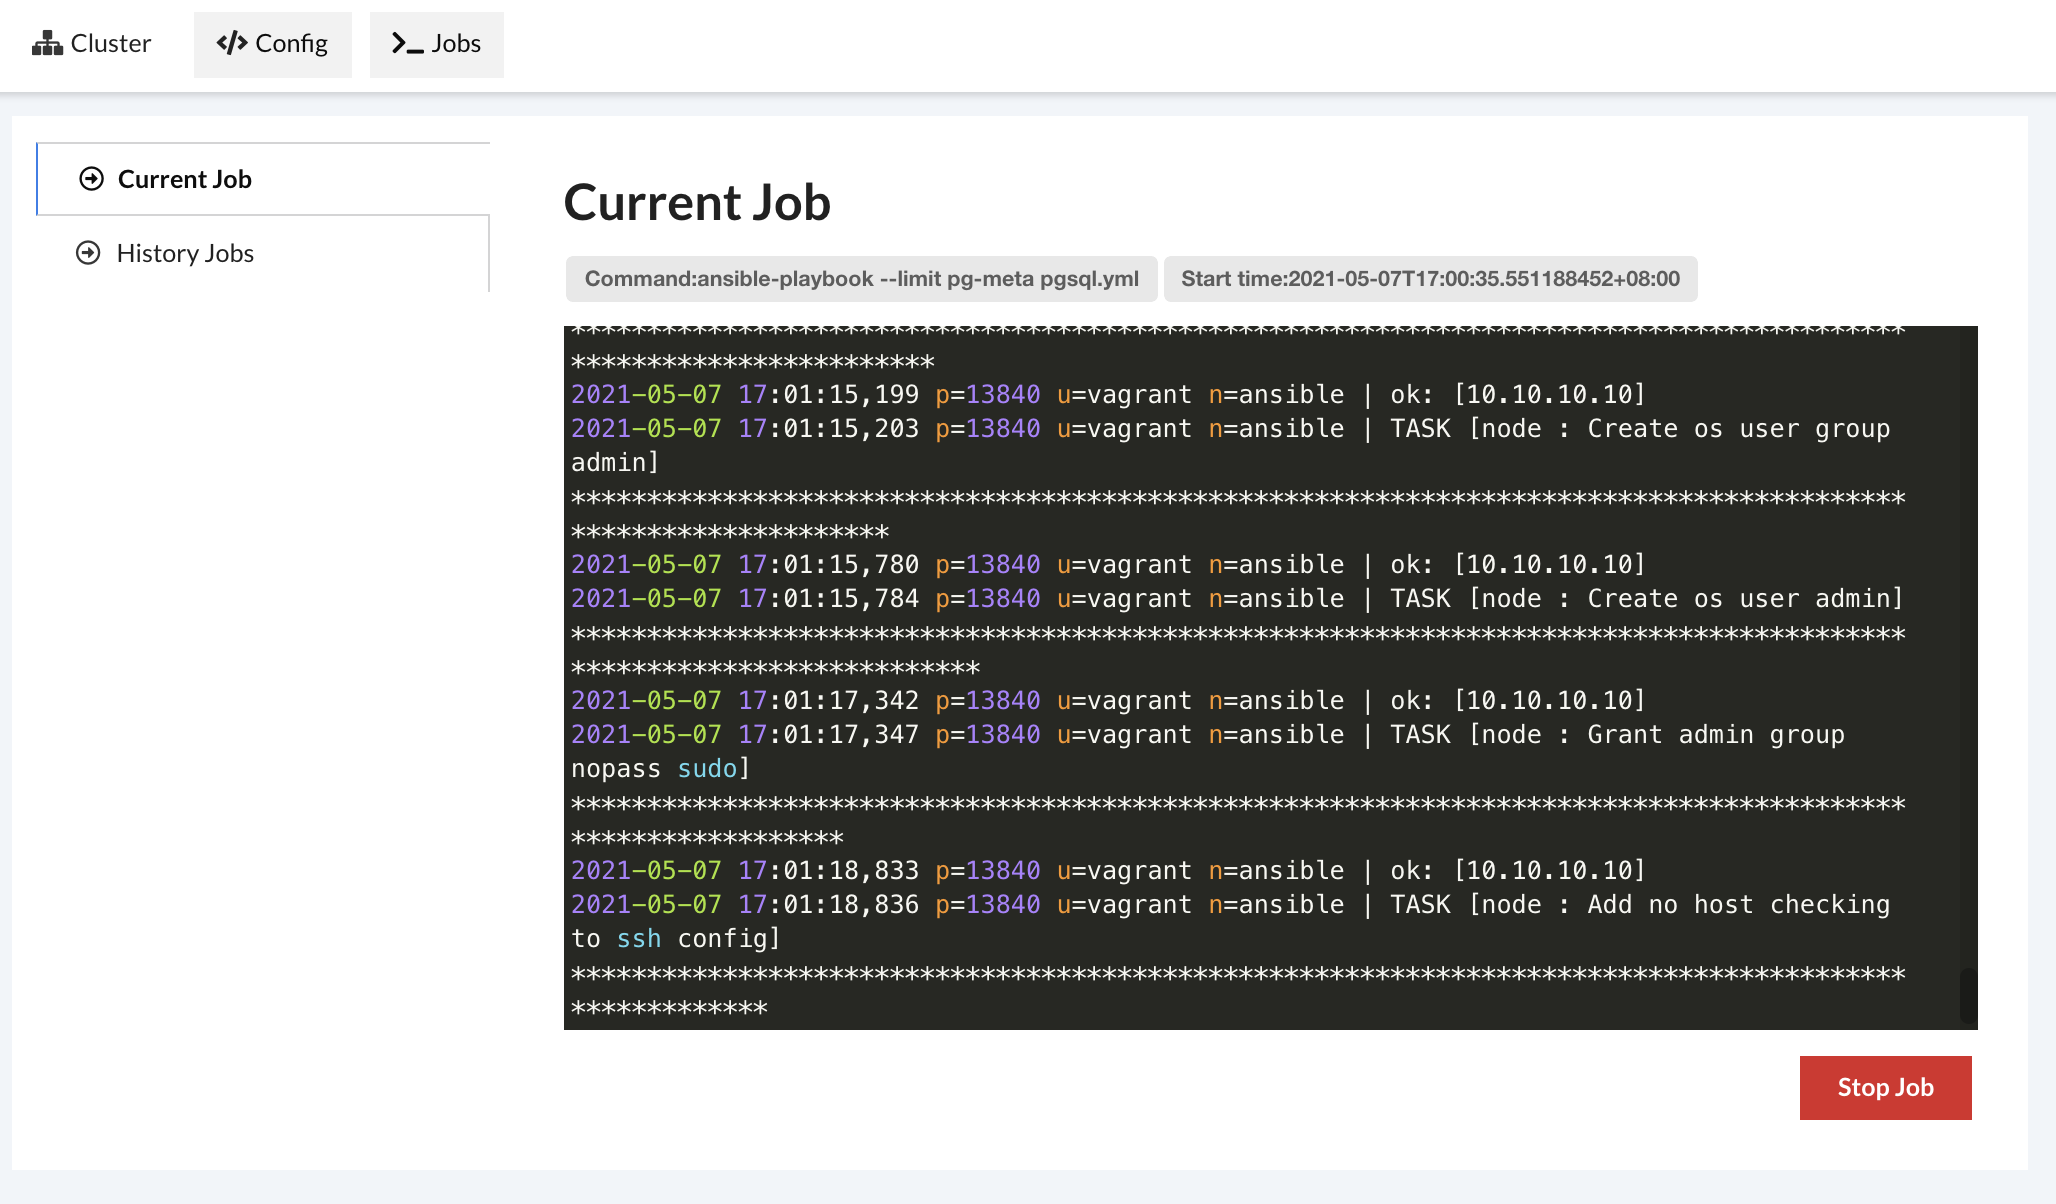 Cluster
Config
Jobs
Current Job
History Jobs
Current Job
Command:ansible-playbook --limit pg-meta pgsql.yml
Start time:2021-05-07T17:00:35.551188452+08:00
****************************************************************************************
************************
2021-05-07 17:01:15,199 p=13840 u=vagrant n=ansible | ok: [10.10.10.10]
2021-05-07 17:01:15,203 p=13840 u=vagrant n=ansible | TASK [node : Create os user group
admin]
****************************************************************************************
*********************
2021-05-07 17:01:15,780 p=13840 u=vagrant n=ansible | ok: [10.10.10.10]
2021-05-07 17:01:15,784 p=13840 u=vagrant n=ansible | TASK [node : Create os user admin]
****************************************************************************************
***************************
2021-05-07 17:01:17,342 p=13840 u=vagrant n=ansible | ok: [10.10.10.10]
2021-05-07 17:01:17,347 p=13840 u=vagrant n=ansible | TASK [node : Grant admin group
nopass sudo]
****************************************************************************************
******************
2021-05-07 17:01:18,833 p=13840 u=vagrant n=ansible | ok: [10.10.10.10]
2021-05-07 17:01:18,836 p=13840 u=vagrant n=ansible | TASK [node : Add no host checking
to ssh config]
****************************************************************************************
*************
Stop Job